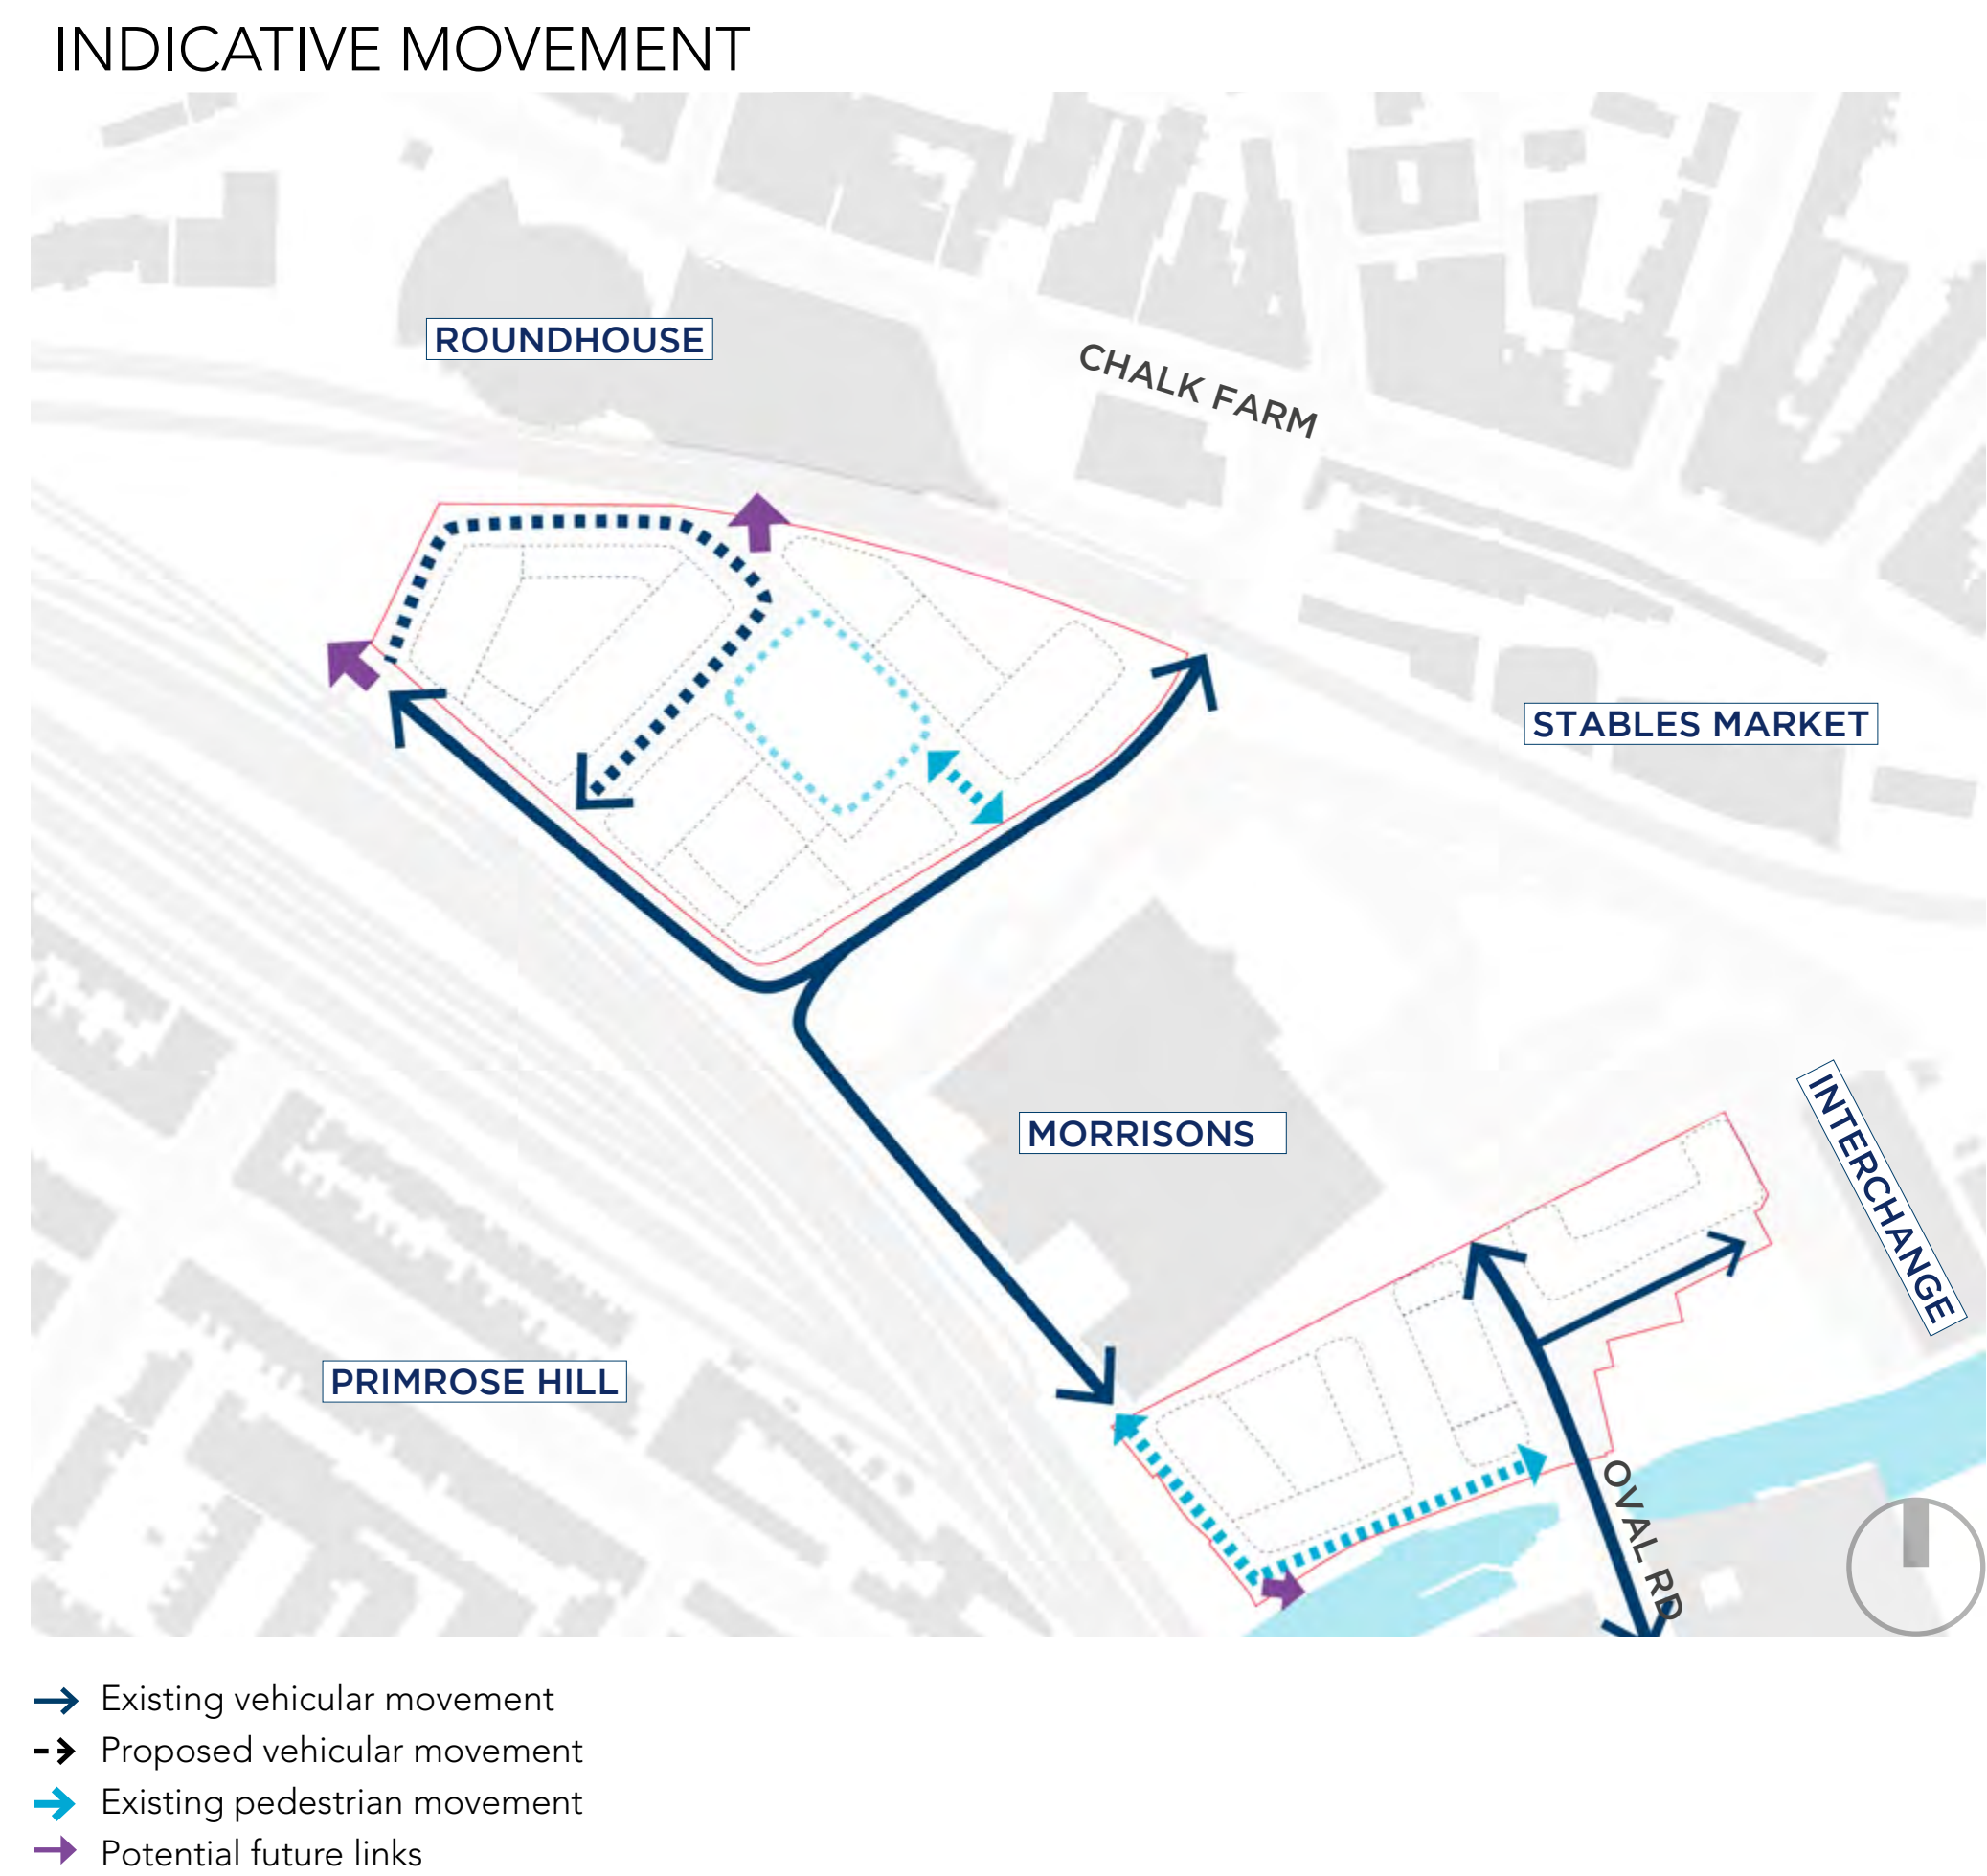 INDICATIVE MOVEMENT
ROUNDHOUSE
CHALK FARM
STABLES MARKET
MORRISONS
INTERCHANGE
PRIMROSE HILL
OVAL RD
Existing vehicular movement
Proposed vehicular movement
Existing pedestrian movement
Potential future links